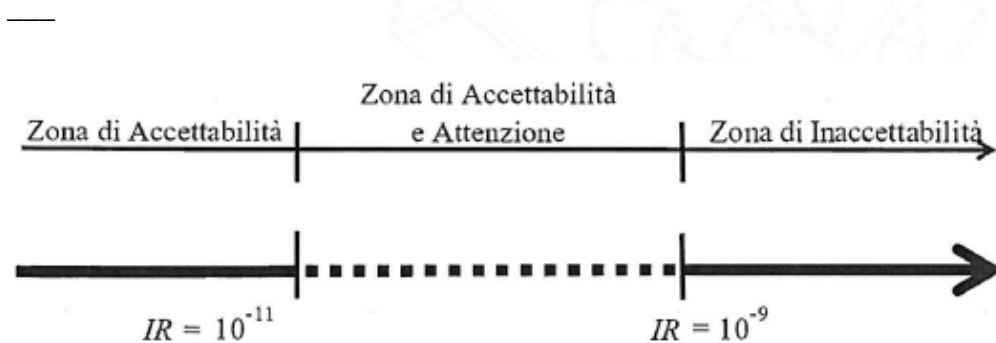 Zona di Accettabilità
Zona di Accettabilità
e Attenzione
Zona di Inaccettabilità
IR = 10⁻¹¹
IR = 10⁻⁹